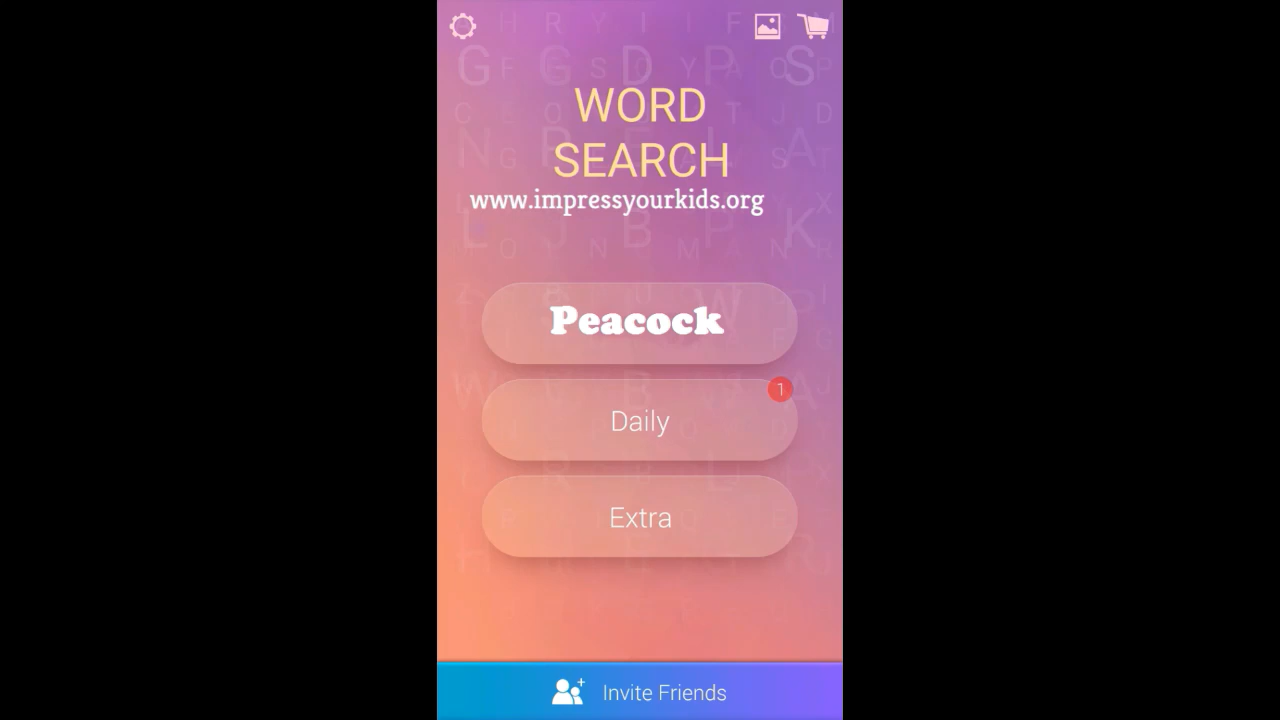 WORD
SEARCH
www.impressyourkids.org
Peacock
1
Daily
Extra
Invite Friends